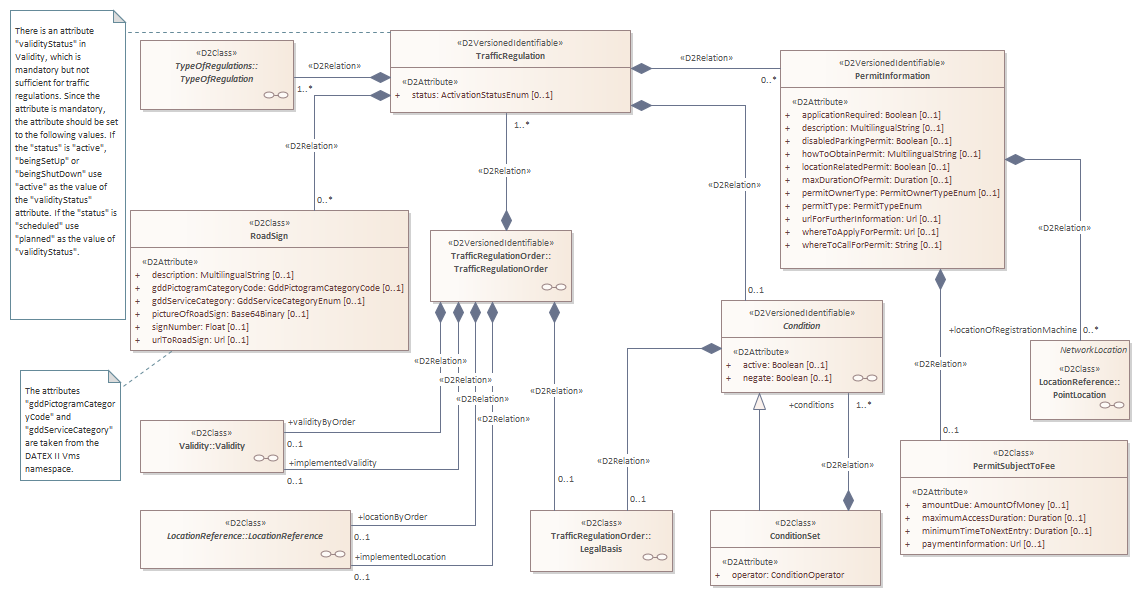 There is an attribute
"validityStatus" in
Validity, which is
mandatory but not
sufficient for traffic
regulations. Since the
attribute is mandatory,
the attribute should be set
to the following values. If
the "status" is "active",
"beingSetUp" or
"beingShutDown" use
"active" as the value of
the "validityStatus"
attribute. If the "status" is
"scheduled" use
"planned" as the value of
"validityStatus".
«D2Class»
TypeOfRegulations::
TypeOfRegulation
«D2Relation»
1..*
«D2VersionedIdentifiable»
TrafficRegulation
«D2Attribute»
+ status: ActivationStatusEnum [0..1]
«D2Relation»
0..*
«D2VersionedIdentifiable»
PermitInformation
«D2Attribute»
+ applicationRequired: Boolean [0..1]
+ description: MultilingualString [0..1]
+ disabledParkingPermit: Boolean [0..1]
+ howToObtainPermit: MultilingualString [0..1]
+ locationRelatedPermit: Boolean [0..1]
+ maxDurationOfPermit: Duration [0..1]
+ permitOwnerType: PermitOwnerTypeEnum [0..1]
+ permitType: PermitTypeEnum
+ urlForFurtherInformation: Url [0..1]
+ whereToApplyForPermit: Url [0..1]
+ whereToCallForPermit: String [0..1]
«D2Relation»
0..*
1..*
«D2Relation»
«D2Relation»
«D2Relation»
«D2Class»
RoadSign
«D2Attribute»
+ description: MultilingualString [0..1]
+ gddPictogramCategoryCode: GddPictogramCategoryCode [0..1]
+ gddServiceCategory: GddServiceCategoryEnum [0..1]
+ pictureOfRoadSign: Base64Binary [0..1]
+ signNumber: Float [0..1]
+ urlToRoadSign: Url [0..1]
«D2VersionedIdentifiable»
TrafficRegulationOrder::
TrafficRegulationOrder
0..1
«D2VersionedIdentifiable»
Condition
«D2Attribute»
+ active: Boolean [0..1]
+ negate: Boolean [0..1]
+locationOfRegistrationMachine 0..*
NetworkLocation
«D2Class»
LocationReference::
PointLocation
The attributes
"gddPictogramCategor
yCode" and
"gddServiceCategory"
are taken from the
DATEX II Vms
namespace.
«D2Relation»
«D2Relation»
«D2Relation»
«D2Relation»
«D2Relation»
«D2Relation»
+conditions 1..*
0..1
«D2Class»
Validity::Validity
+validityByOrder
0..1
+implementedValidity
0..1
«D2Relation»
«D2Relation»
0..1
0..1
«D2Class»
PermitSubjectToFee
«D2Attribute»
+ amountDue: AmountOfMoney [0..1]
+ maximumAccessDuration: Duration [0..1]
+ minimumTimeToNextEntry: Duration [0..1]
+ paymentInformation: Url [0..1]
«D2Class»
LocationReference::LocationReference
+locationByOrder
0..1
+implementedLocation
0..1
«D2Class»
TrafficRegulationOrder::
LegalBasis
«D2Class»
ConditionSet
«D2Attribute»
+ operator: ConditionOperator